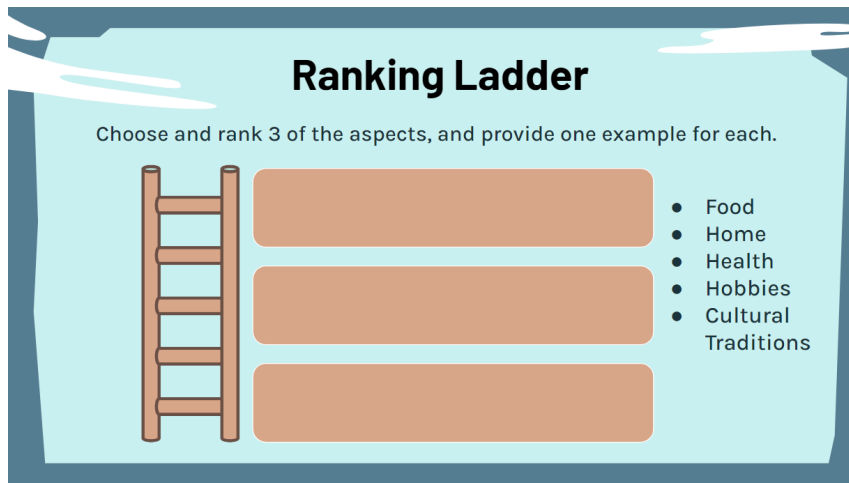 Ranking Ladder
Choose and rank 3 of the aspects, and provide one example for each.
● Food
● Home
● Health
● Hobbies
● Cultural
Traditions